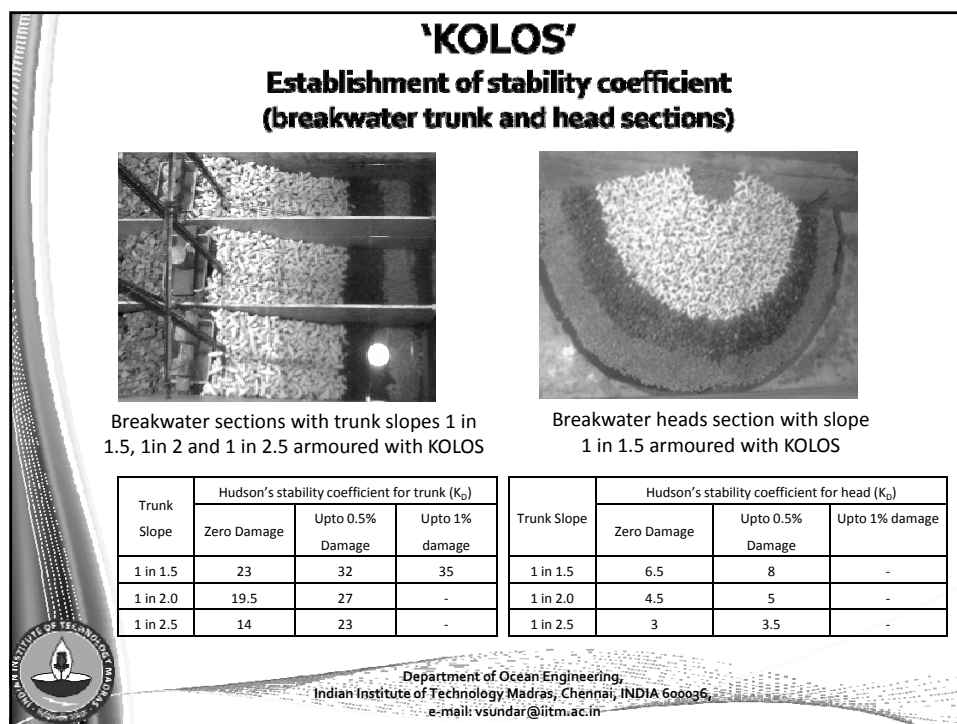 'KOLOS'
Establishment of stability coefficient
(breakwater trunk and head sections)
Breakwater sections with trunk slopes 1 in
1.5, 1in 2 and 1 in 2.5 armoured with KOLOS
Breakwater heads section with slope
1 in 1.5 armoured with KOLOS
Trunk Slope
Hudson's stability coefficient for trunk (K_D)
Zero Damage
Upto 0.5% Damage
Upto 1% damage
1 in 1.5 23 32 35
1 in 2.0 19.5 27 -
1 in 2.5 14 23 -
Trunk Slope
Hudson's stability coefficient for head (K_D)
Zero Damage
Upto 0.5% Damage
Upto 1% damage
1 in 1.5 6.5 8 -
1 in 2.0 4.5 5 -
1 in 2.5 3 3.5 -
INDIAN INSTITUTE OF TECHNOLOGY MADRAS
Department of Ocean Engineering,
Indian Institute of Technology Madras, Chennai, INDIA 600036,
e-mail: vsundar@iitm.ac.in